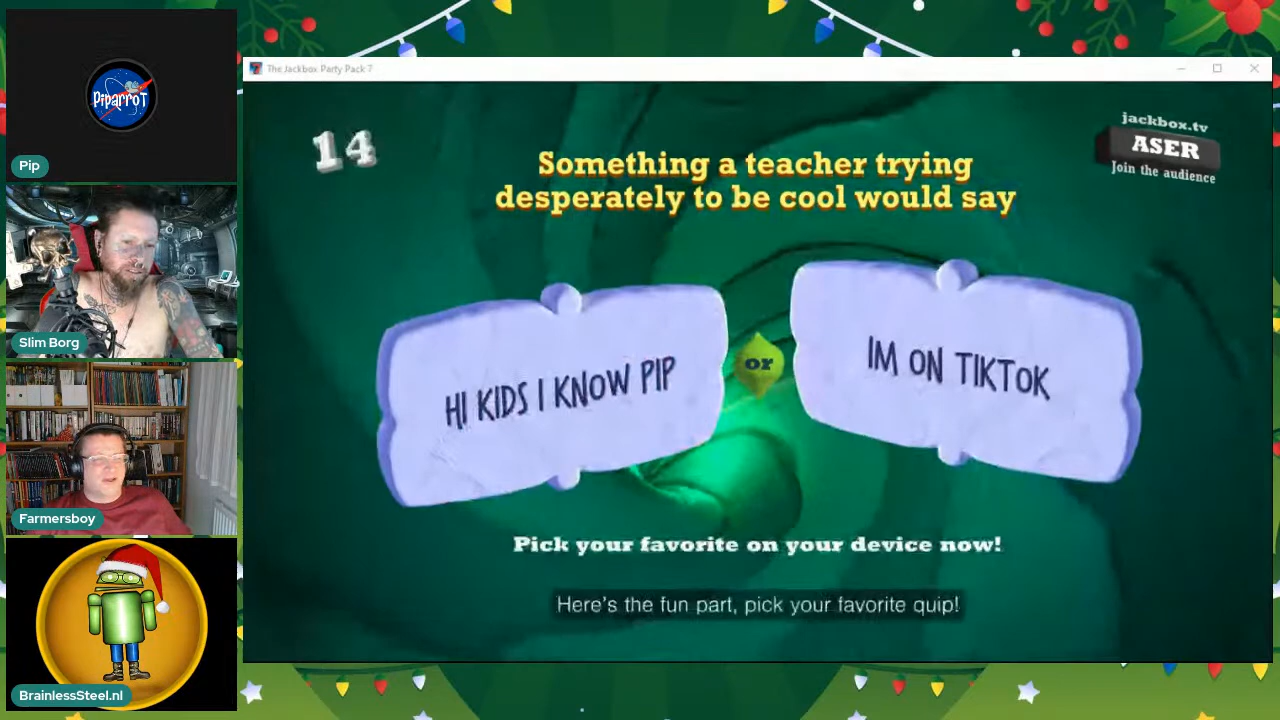 PiparroT
Pip
Slim Borg
Farmersboy
BrainlessSteel.nl
The Jackbox Party Pack 7
14
Something a teacher trying
desperately to be cool would say
jackbox.tv
ASER
Join the audience
HI KIDS I KNOW PIP
or
IM ON TIKTOK
Pick your favorite on your device now!
Here's the fun part, pick your favorite quip!